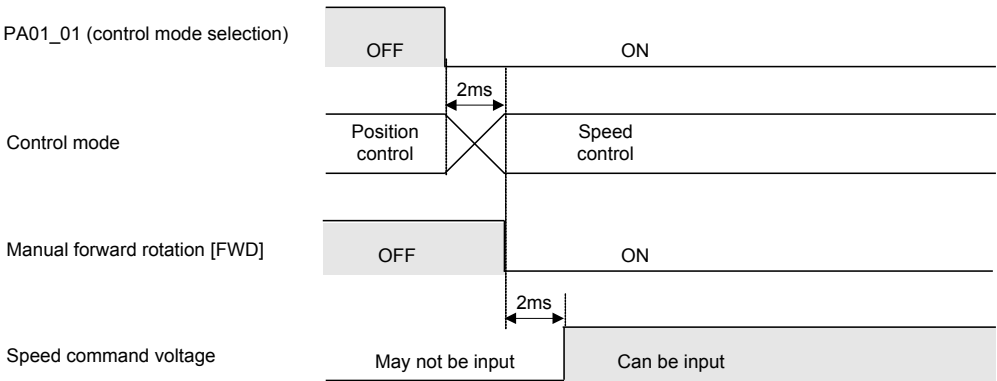 PA01_01 (control mode selection)
OFF
ON
2ms
Control mode
Position
control
Speed
control
Manual forward rotation [FWD]
OFF
ON
2ms
Speed command voltage
May not be input
Can be input